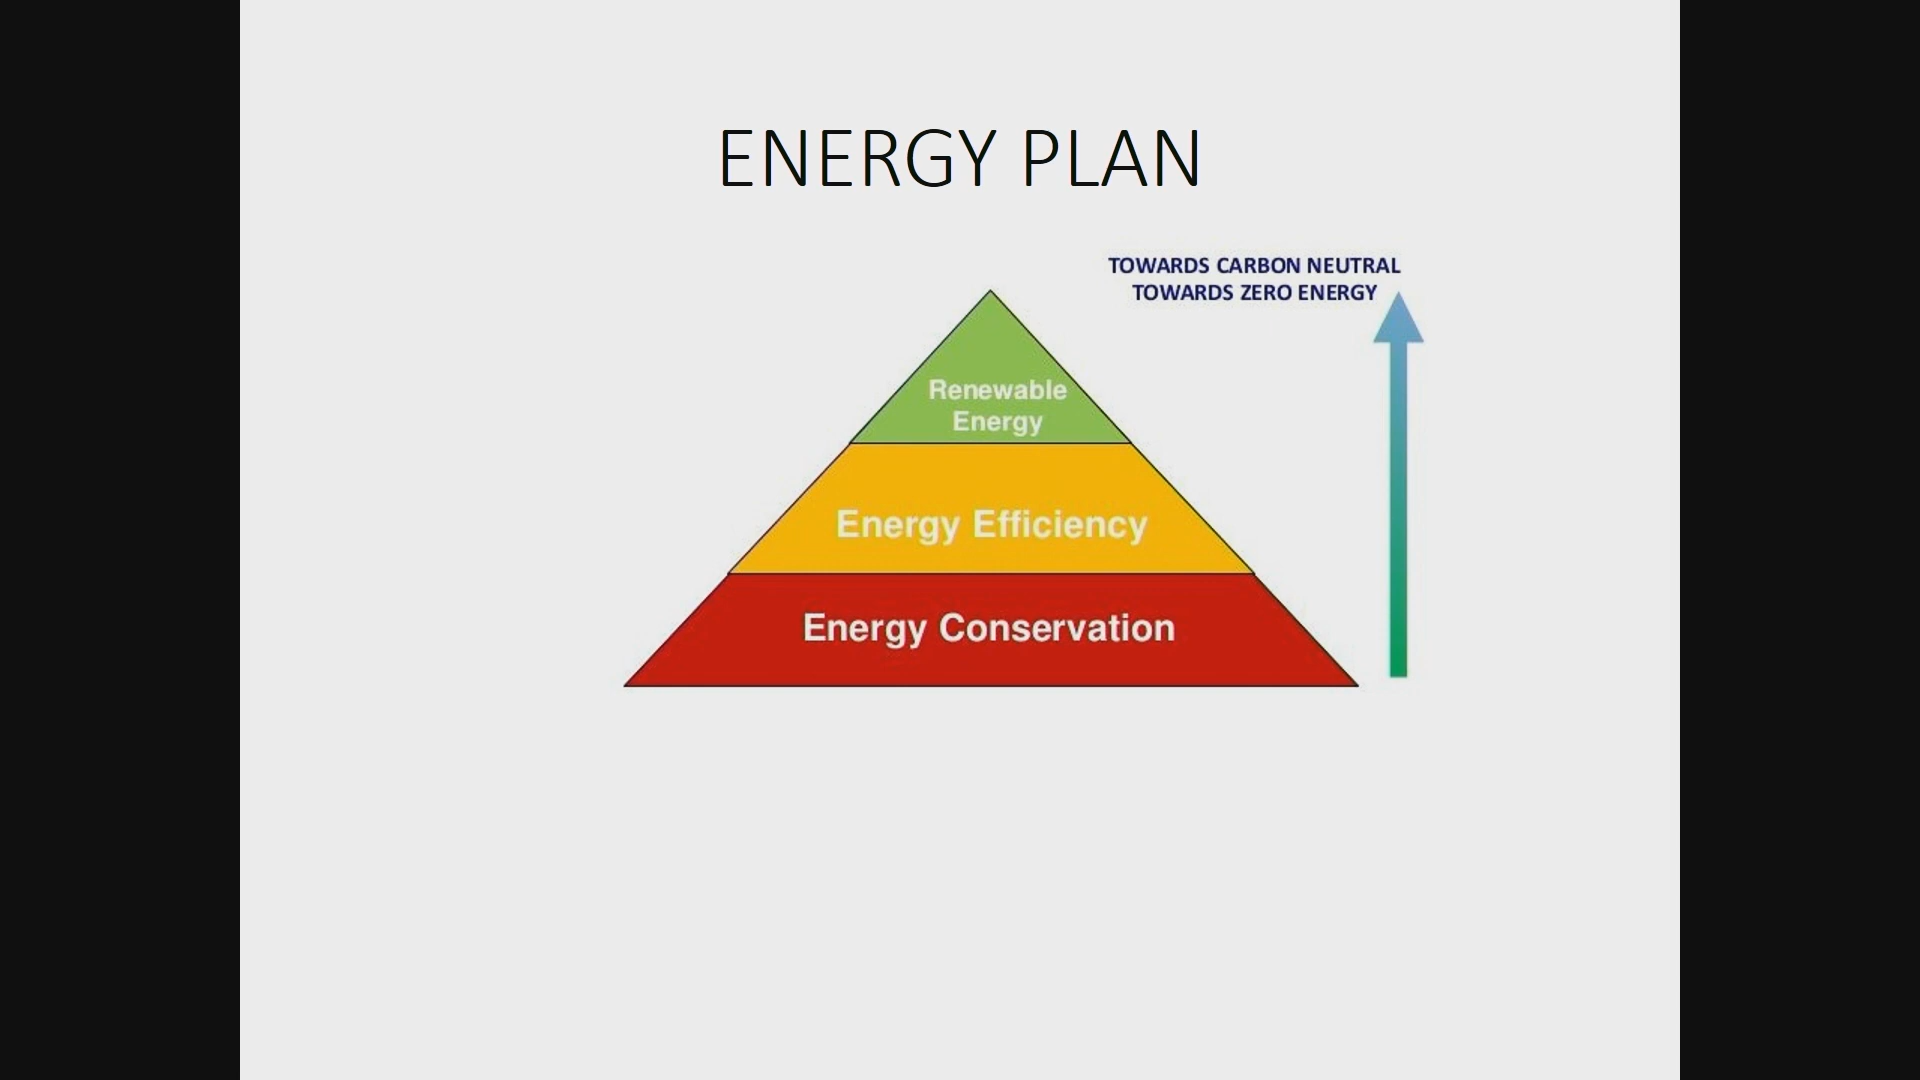 ENERGY PLAN
TOWARDS CARBON NEUTRAL
TOWARDS ZERO ENERGY
Renewable
Energy
Energy Efficiency
Energy Conservation